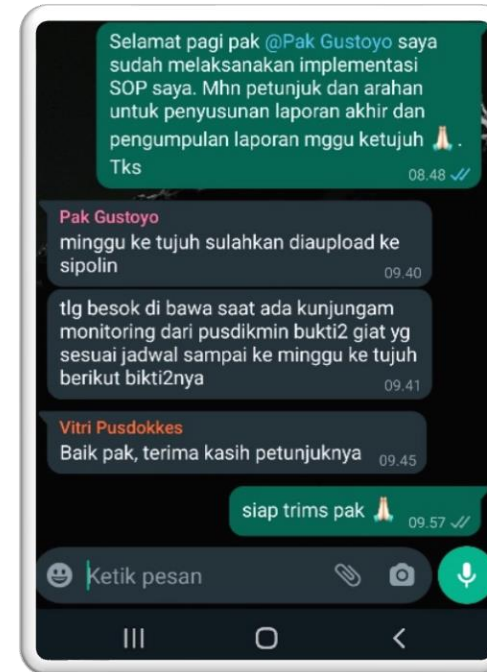 Selamat pagi pak @Pak Gustoyo saya
sudah melaksanakan implementasi
SOP saya. Mhn petunjuk dan arahan
untuk penyusunan laporan akhir dan
pengumpulan laporan mggu ketujuh 🙏🏻.
Tks
08.48
Pak Gustoyo
minggu ke tujuh sulahkan diaupload ke
sipolin
09.40
tlg besok di bawa saat ada kunjungam
monitoring dari pusdikmin bukti2 giat yg
sesuai jadwal sampai ke minggu ke tujuh
berikut bikti2nya
09.41
Vitri Pusdokkes
Baik pak, terima kasih petunjuknya
09.45
siap trims pak 🙏🏻
09.57
Ketik pesan